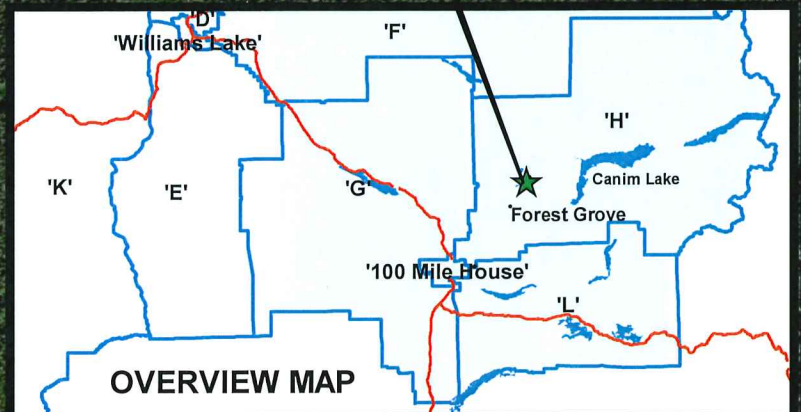 'D'
'Williams Lake'
'F'
'H'
'K'
'E'
'G'
Canim Lake
Forest Grove
'100 Mile House'
'L'
OVERVIEW MAP